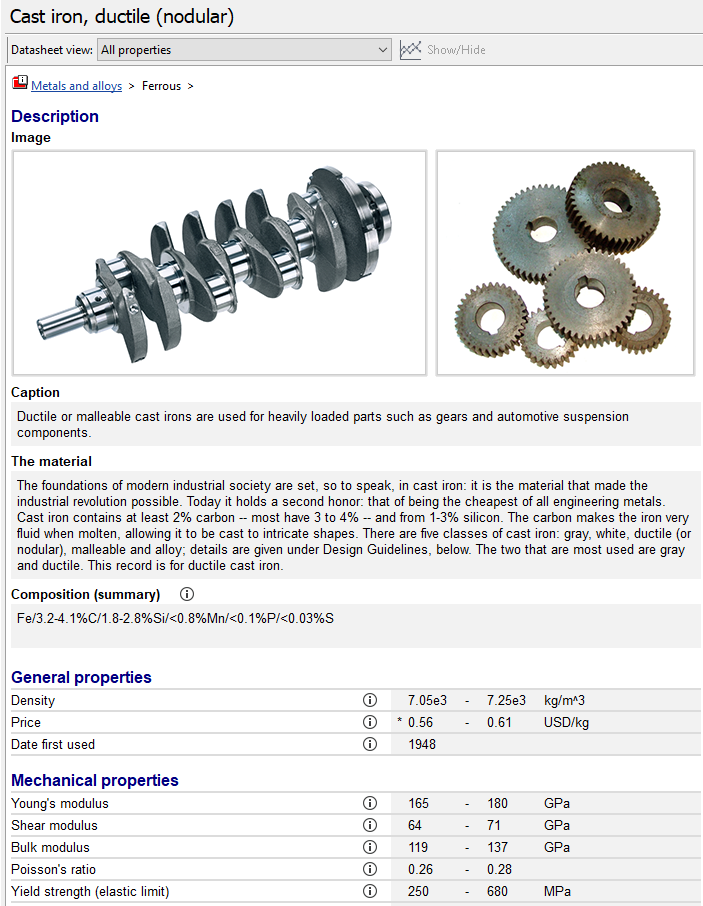 Cast iron, ductile (nodular)
Datasheet view: All properties Show/Hide
Metals and alloys > Ferrous >
Description
Image
Caption
Ductile or malleable cast irons are used for heavily loaded parts such as gears and automotive suspension
components.
The material
The foundations of modern industrial society are set, so to speak, in cast iron: it is the material that made the
industrial revolution possible. Today it holds a second honor: that of being the cheapest of all engineering metals.
Cast iron contains at least 2% carbon -- most have 3 to 4% -- and from 1-3% silicon. The carbon makes the iron very
fluid when molten, allowing it to be cast to intricate shapes. There are five classes of cast iron: gray, white, ductile (or
nodular), malleable and alloy; details are given under Design Guidelines, below. The two that are most used are gray
and ductile. This record is for ductile cast iron.
Composition (summary)
Fe/3.2-4.1%C/1.8-2.8%Si/<0.8%Mn/<0.1%P/<0.03%S
General properties
Density 7.05e3 - 7.25e3 kg/m^3
Price * 0.56 - 0.61 USD/kg
Date first used 1948
Mechanical properties
Young's modulus 165 - 180 GPa
Shear modulus 64 - 71 GPa
Bulk modulus 119 - 137 GPa
Poisson's ratio 0.26 - 0.28
Yield strength (elastic limit) 250 - 680 MPa